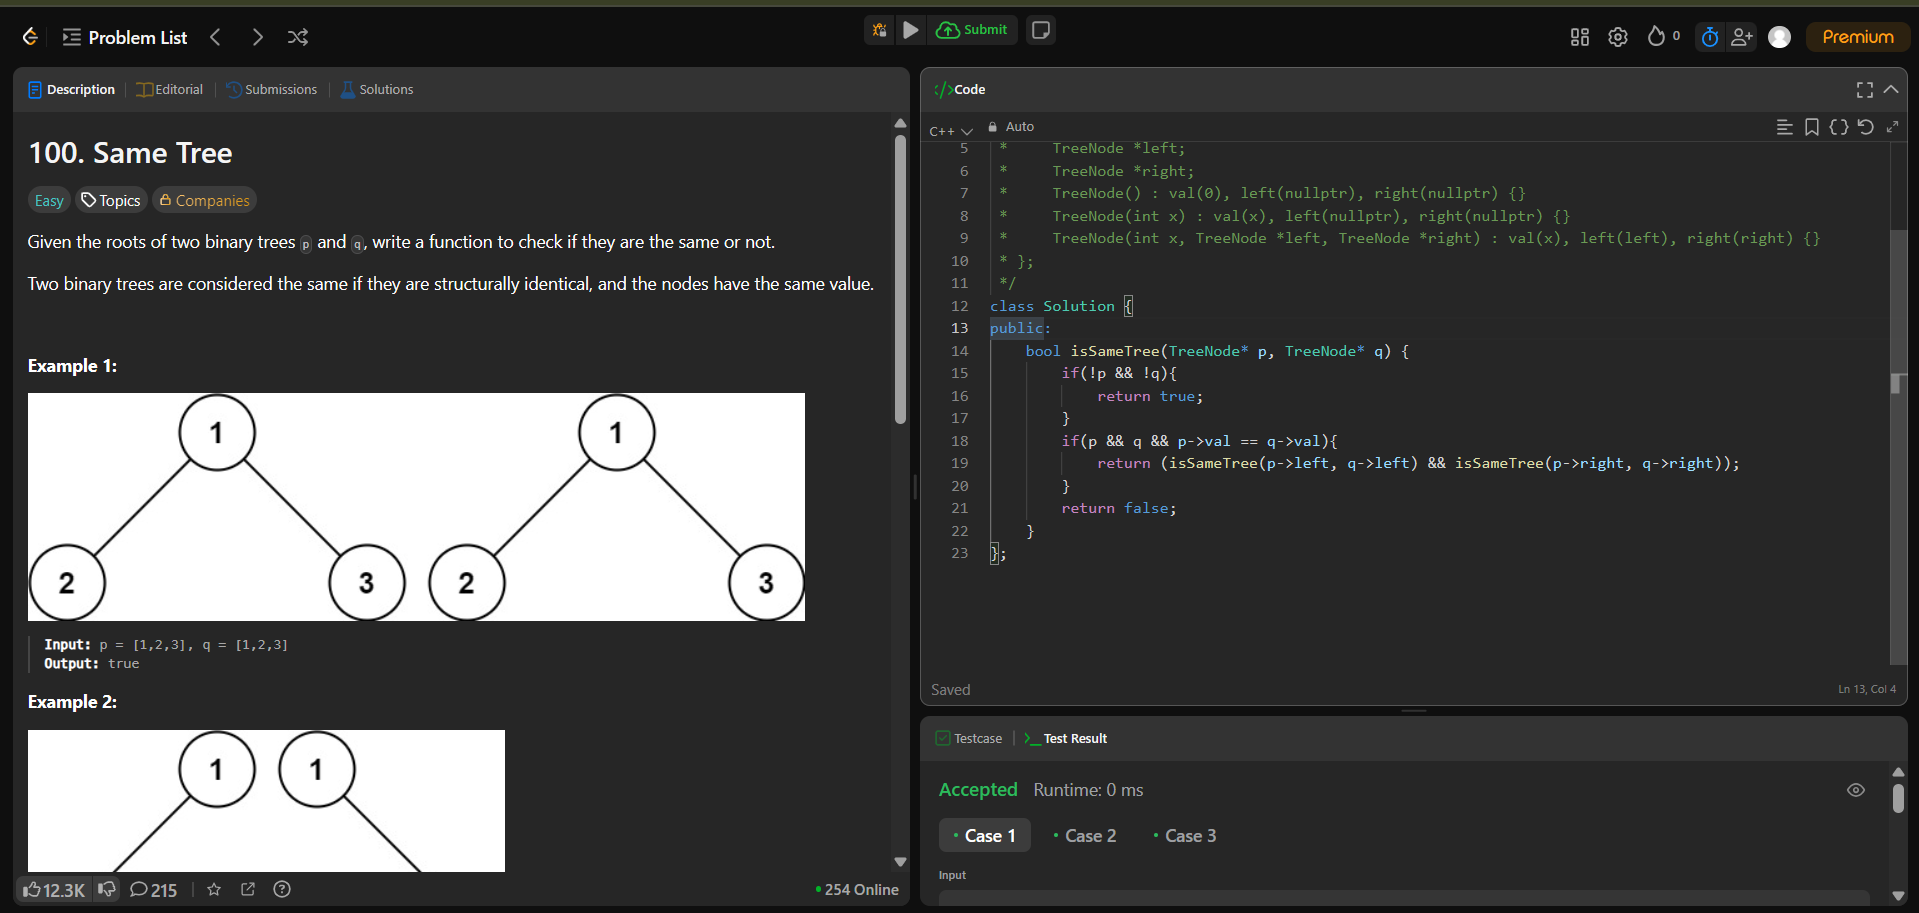 Problem List
Submit
0
Premium
Description
Editorial
Submissions
Solutions
100. Same Tree
Easy
Topics
Companies
Given the roots of two binary trees p and q, write a function to check if they are the same or not.
Two binary trees are considered the same if they are structurally identical, and the nodes have the same value.
Example 1:
1
1
2
3
2
3
Input: p = [1,2,3], q = [1,2,3]
Output: true
Example 2:
1
1
12.3K
215
254 Online
</>Code
C++
Auto
5 *     TreeNode *left;
6 *     TreeNode *right;
7 *     TreeNode() : val(0), left(nullptr), right(nullptr) {}
8 *     TreeNode(int x) : val(x), left(nullptr), right(nullptr) {}
9 *     TreeNode(int x, TreeNode *left, TreeNode *right) : val(x), left(left), right(right) {}
10 * };
11 */
12 class Solution {
13 public:
14     bool isSameTree(TreeNode* p, TreeNode* q) {
15         if(!p && !q){
16             return true;
17         }
18         if(p && q && p->val == q->val){
19             return (isSameTree(p->left, q->left) && isSameTree(p->right, q->right));
20         }
21         return false;
22     }
23 };
Saved
Ln 13, Col 4
Testcase
>_Test Result
Accepted
Runtime: 0 ms
Case 1
Case 2
Case 3
Input